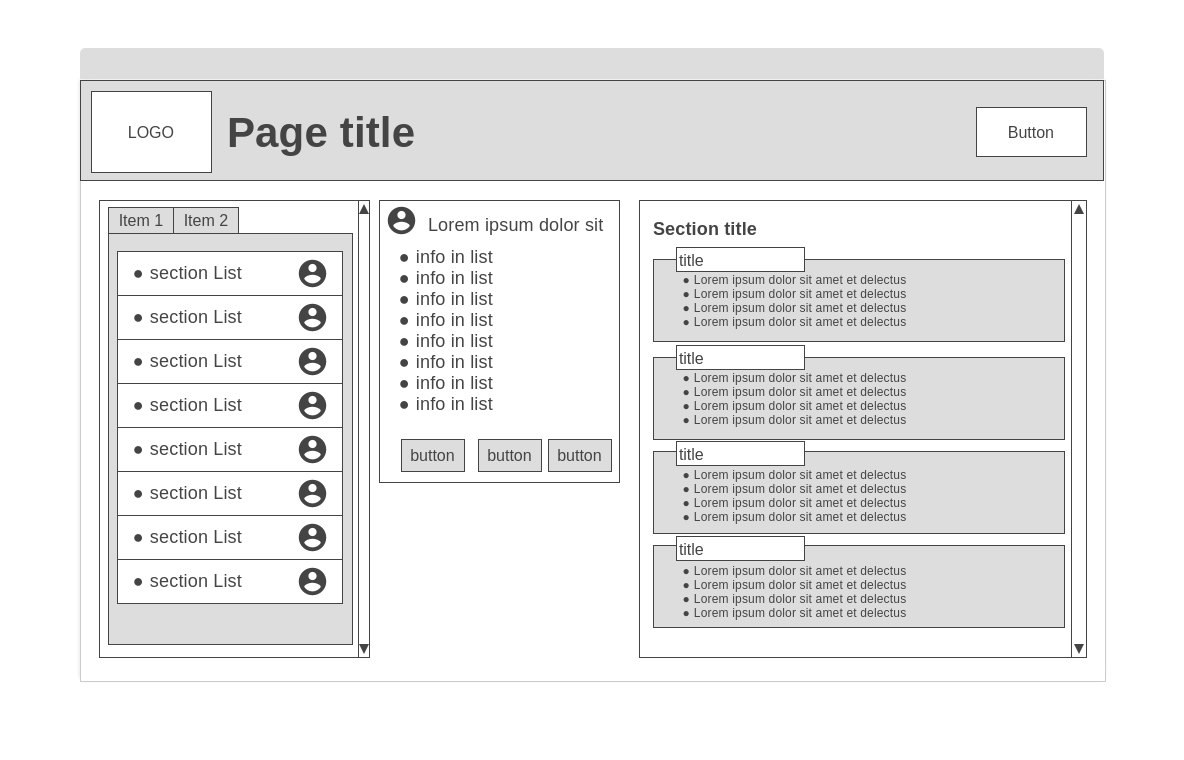 LOGO
Page title
Button
Item 1
Item 2
● section List
● section List
● section List
● section List
● section List
● section List
● section List
● section List
Lorem ipsum dolor sit
● info in list
● info in list
● info in list
● info in list
● info in list
● info in list
● info in list
● info in list
button
button
button
Section title
title
● Lorem ipsum dolor sit amet et delectus
● Lorem ipsum dolor sit amet et delectus
● Lorem ipsum dolor sit amet et delectus
● Lorem ipsum dolor sit amet et delectus
title
● Lorem ipsum dolor sit amet et delectus
● Lorem ipsum dolor sit amet et delectus
● Lorem ipsum dolor sit amet et delectus
● Lorem ipsum dolor sit amet et delectus
title
● Lorem ipsum dolor sit amet et delectus
● Lorem ipsum dolor sit amet et delectus
● Lorem ipsum dolor sit amet et delectus
● Lorem ipsum dolor sit amet et delectus
title
● Lorem ipsum dolor sit amet et delectus
● Lorem ipsum dolor sit amet et delectus
● Lorem ipsum dolor sit amet et delectus
● Lorem ipsum dolor sit amet et delectus